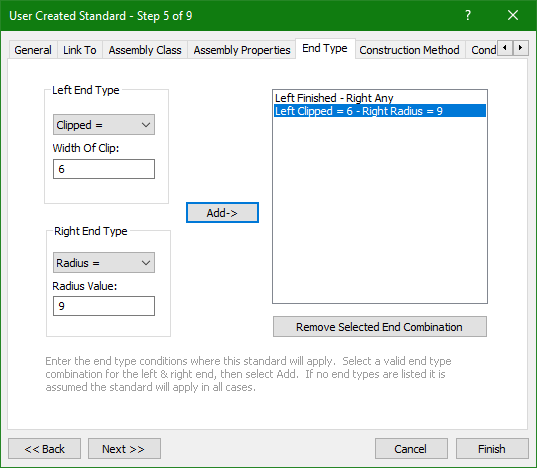 User Created Standard - Step 5 of 9
?
General Link To Assembly Class Assembly Properties End Type Construction Method Cond
Left End Type
Clipped =
Width Of Clip:
6
Add->
Right End Type
Radius =
Radius Value:
9
Left Finished - Right Any
Left Clipped = 6 - Right Radius = 9
Remove Selected End Combination
Enter the end type conditions where this standard will apply. Select a valid end type
combination for the left & right end, then select Add. If no end types are listed it is
assumed the standard will apply in all cases.
<< Back Next >> Cancel Finish